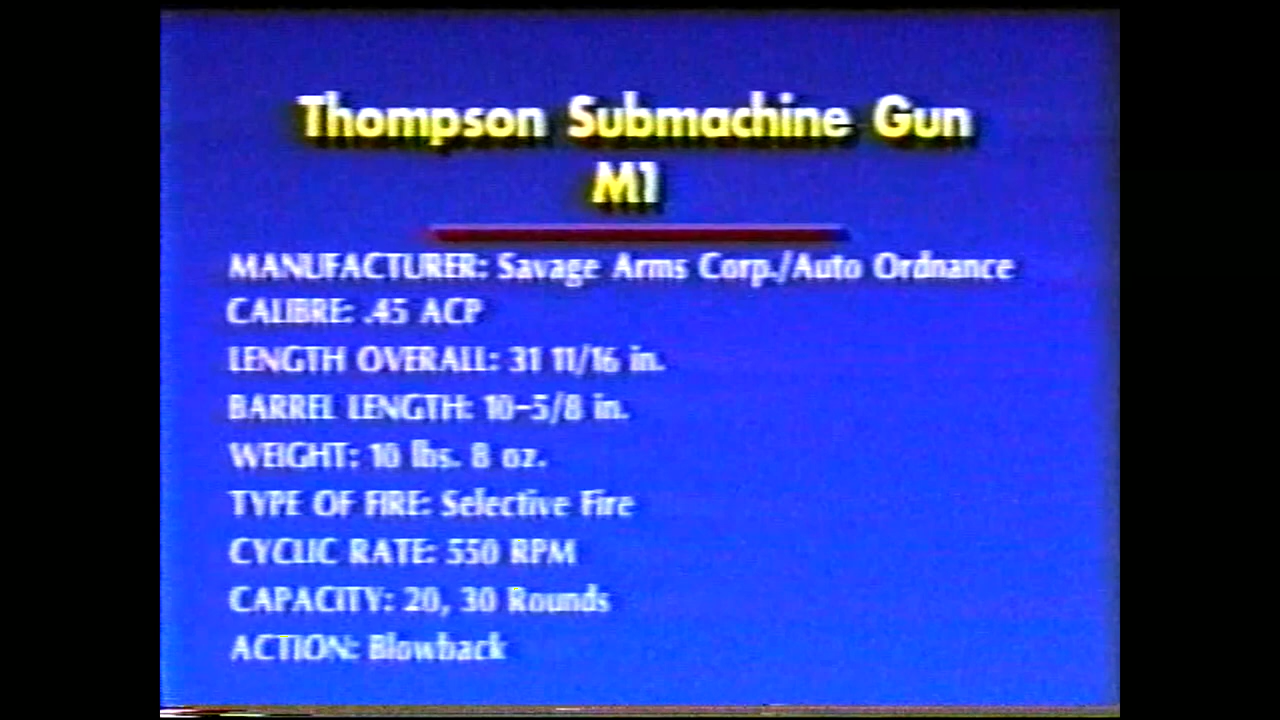 Thompson Submachine Gun
M1
MANUFACTURER: Savage Arms Corp./Auto Ordnance
CALIBRE: .45 ACP
LENGTH OVERALL: 31 11/16 in.
BARREL LENGTH: 10-5/8 in.
WEIGHT: 10 lbs. 8 oz.
TYPE OF FIRE: Selective Fire
CYCLIC RATE: 550 RPM
CAPACITY: 20, 30 Rounds
ACTION: Blowback